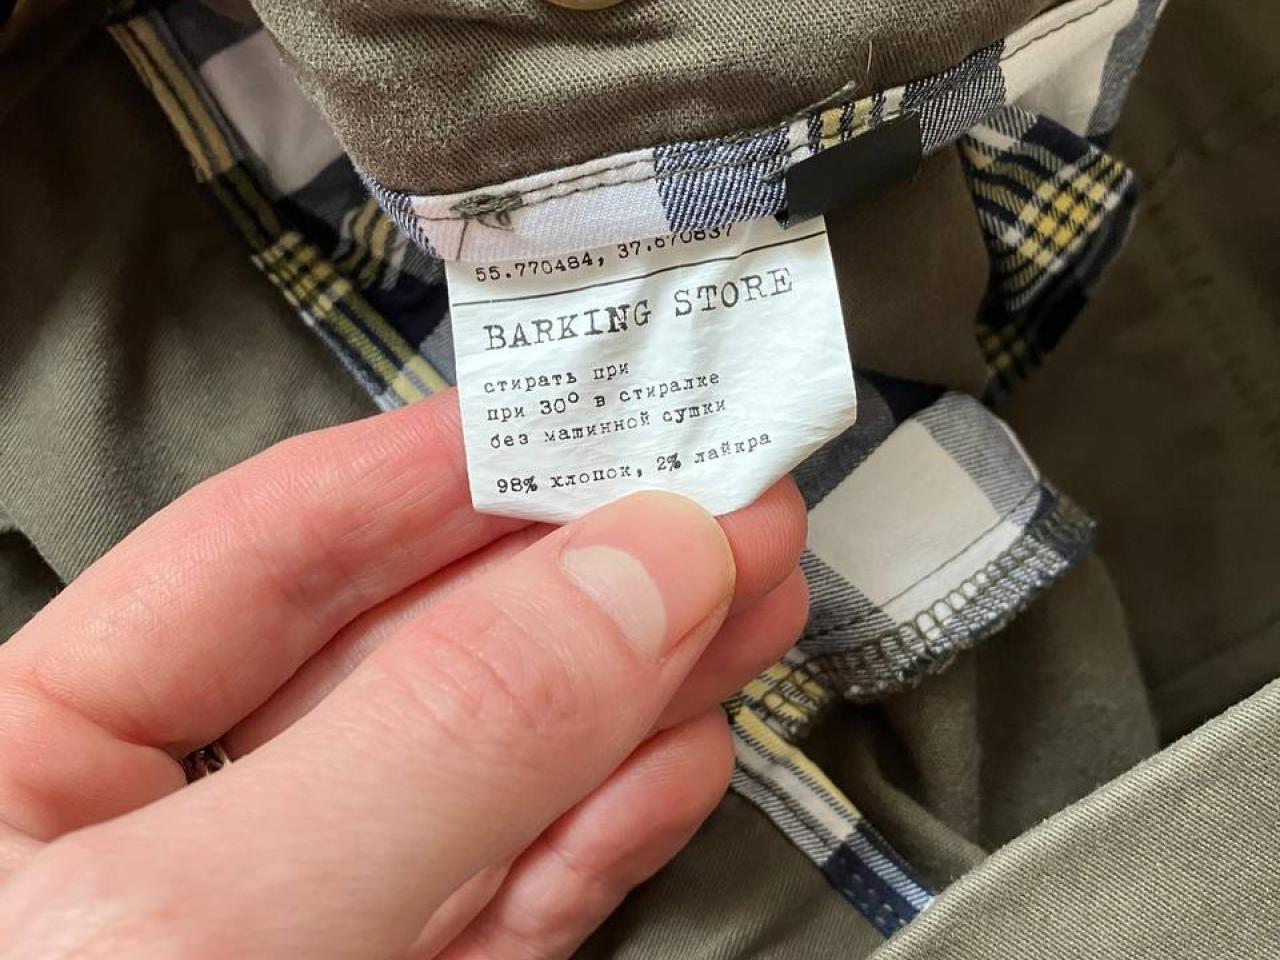 55.770484, 37.670837
BARKING STORE
стирать при
при 30° в стиралке
без машинной сушки
98% хлопок, 2% лайкра